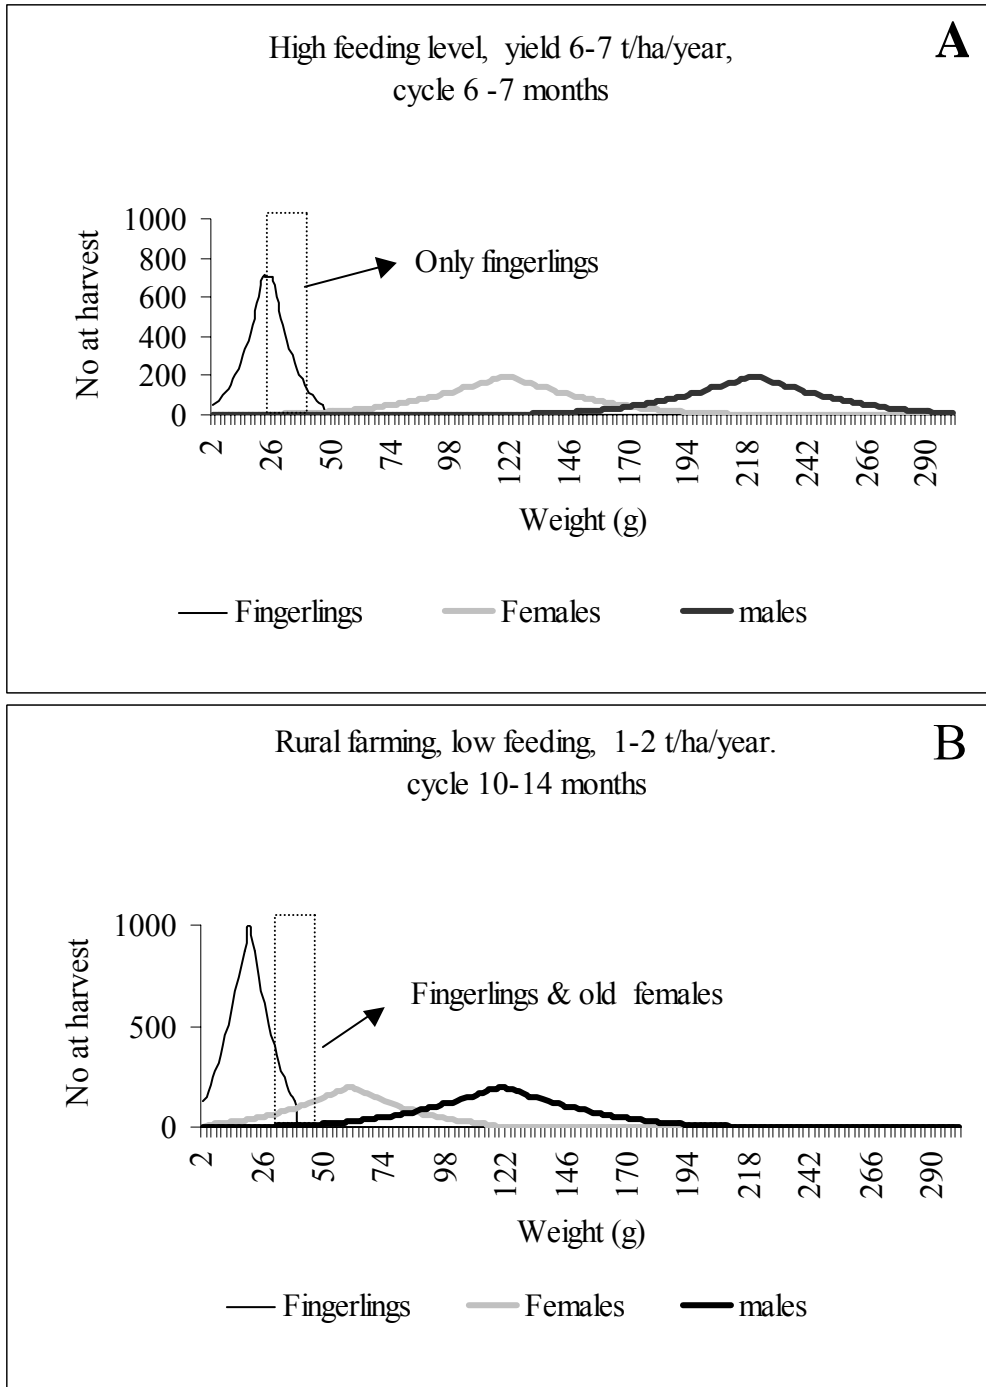 High feeding level, yield 6-7 t/ha/year,
cycle 6 -7 months
A
No at harvest
1000
800
600
400
200
0
Only fingerlings
2 26 50 74 98 122 146 170 194 218 242 266 290
Weight (g)
Fingerlings Females males
Rural farming, low feeding, 1-2 t/ha/year.
cycle 10-14 months
B
No at harvest
1000
500
0
Fingerlings & old females
2 26 50 74 98 122 146 170 194 218 242 266 290
Weight (g)
Fingerlings Females males